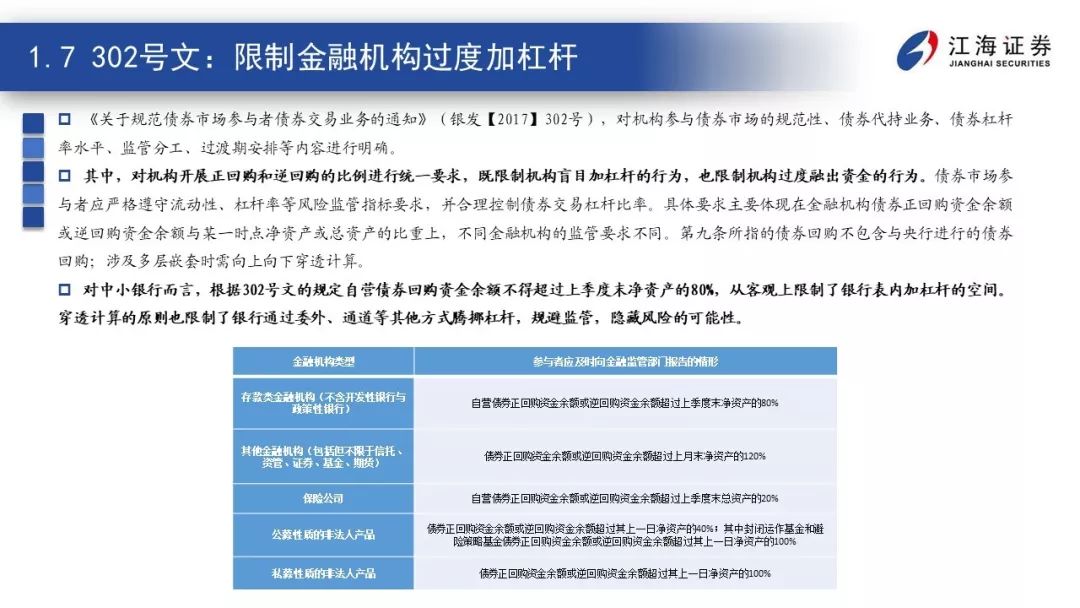 1.7 302号文：限制金融机构过度加杠杆
江海证券
JIANGHAI SECURITIES
《关于规范债券市场参与者债券交易业务的通知》（银发【2017】302号），对机构参与债券市场的规范性、债券代持业务、债券杠杆
率水平、监管分工、过渡期安排等内容进行明确。
其中，对机构开展正回购和逆回购的比例进行统一要求，既限制机构盲目加杠杆的行为，也限制机构过度融出资金的行为。债券市场参
与者应严格遵守流动性、杠杆率等风险监管指标要求，并合理控制债券交易杠杆比率。具体要求主要体现在金融机构债券正回购资金余额
或逆回购资金余额与某一时点净资产或总资产的比重上，不同金融机构的监管要求不同。第九条所指的债券回购不包含与央行进行的债券
回购；涉及多层嵌套时需向上向下穿透计算。
对中小银行而言，根据302号文的规定自营债券回购资金余额不得超过上季度末净资产的80%，从客观上限制了银行表内加杠杆的空间。
穿透计算的原则也限制了银行通过委外、通道等其他方式腾挪杠杆，规避监管，隐藏风险的可能性。
金融机构类型
参与者应及时向金融监管部门报告的情形
存款类金融机构（不含开发性银行与
政策性银行）
自营债券正回购资金余额或逆回购资金余额超过上季度末净资产的80%
其他金融机构（包括但不限于信托、
资管、证券、基金、期货）
债券正回购资金余额或逆回购资金余额超过上月末净资产的120%
保险公司
自营债券正回购资金余额或逆回购资金余额超过上季度末总资产的20%
公募性质的非法人产品
债券正回购资金余额或逆回购资金余额超过其上一日净资产的40%；其中封闭运作基金和避
险策略基金债券正回购资金余额或逆回购资金余额超过其上一日净资产的100%
私募性质的非法人产品
债券正回购资金余额或逆回购资金余额超过其上一日净资产的100%